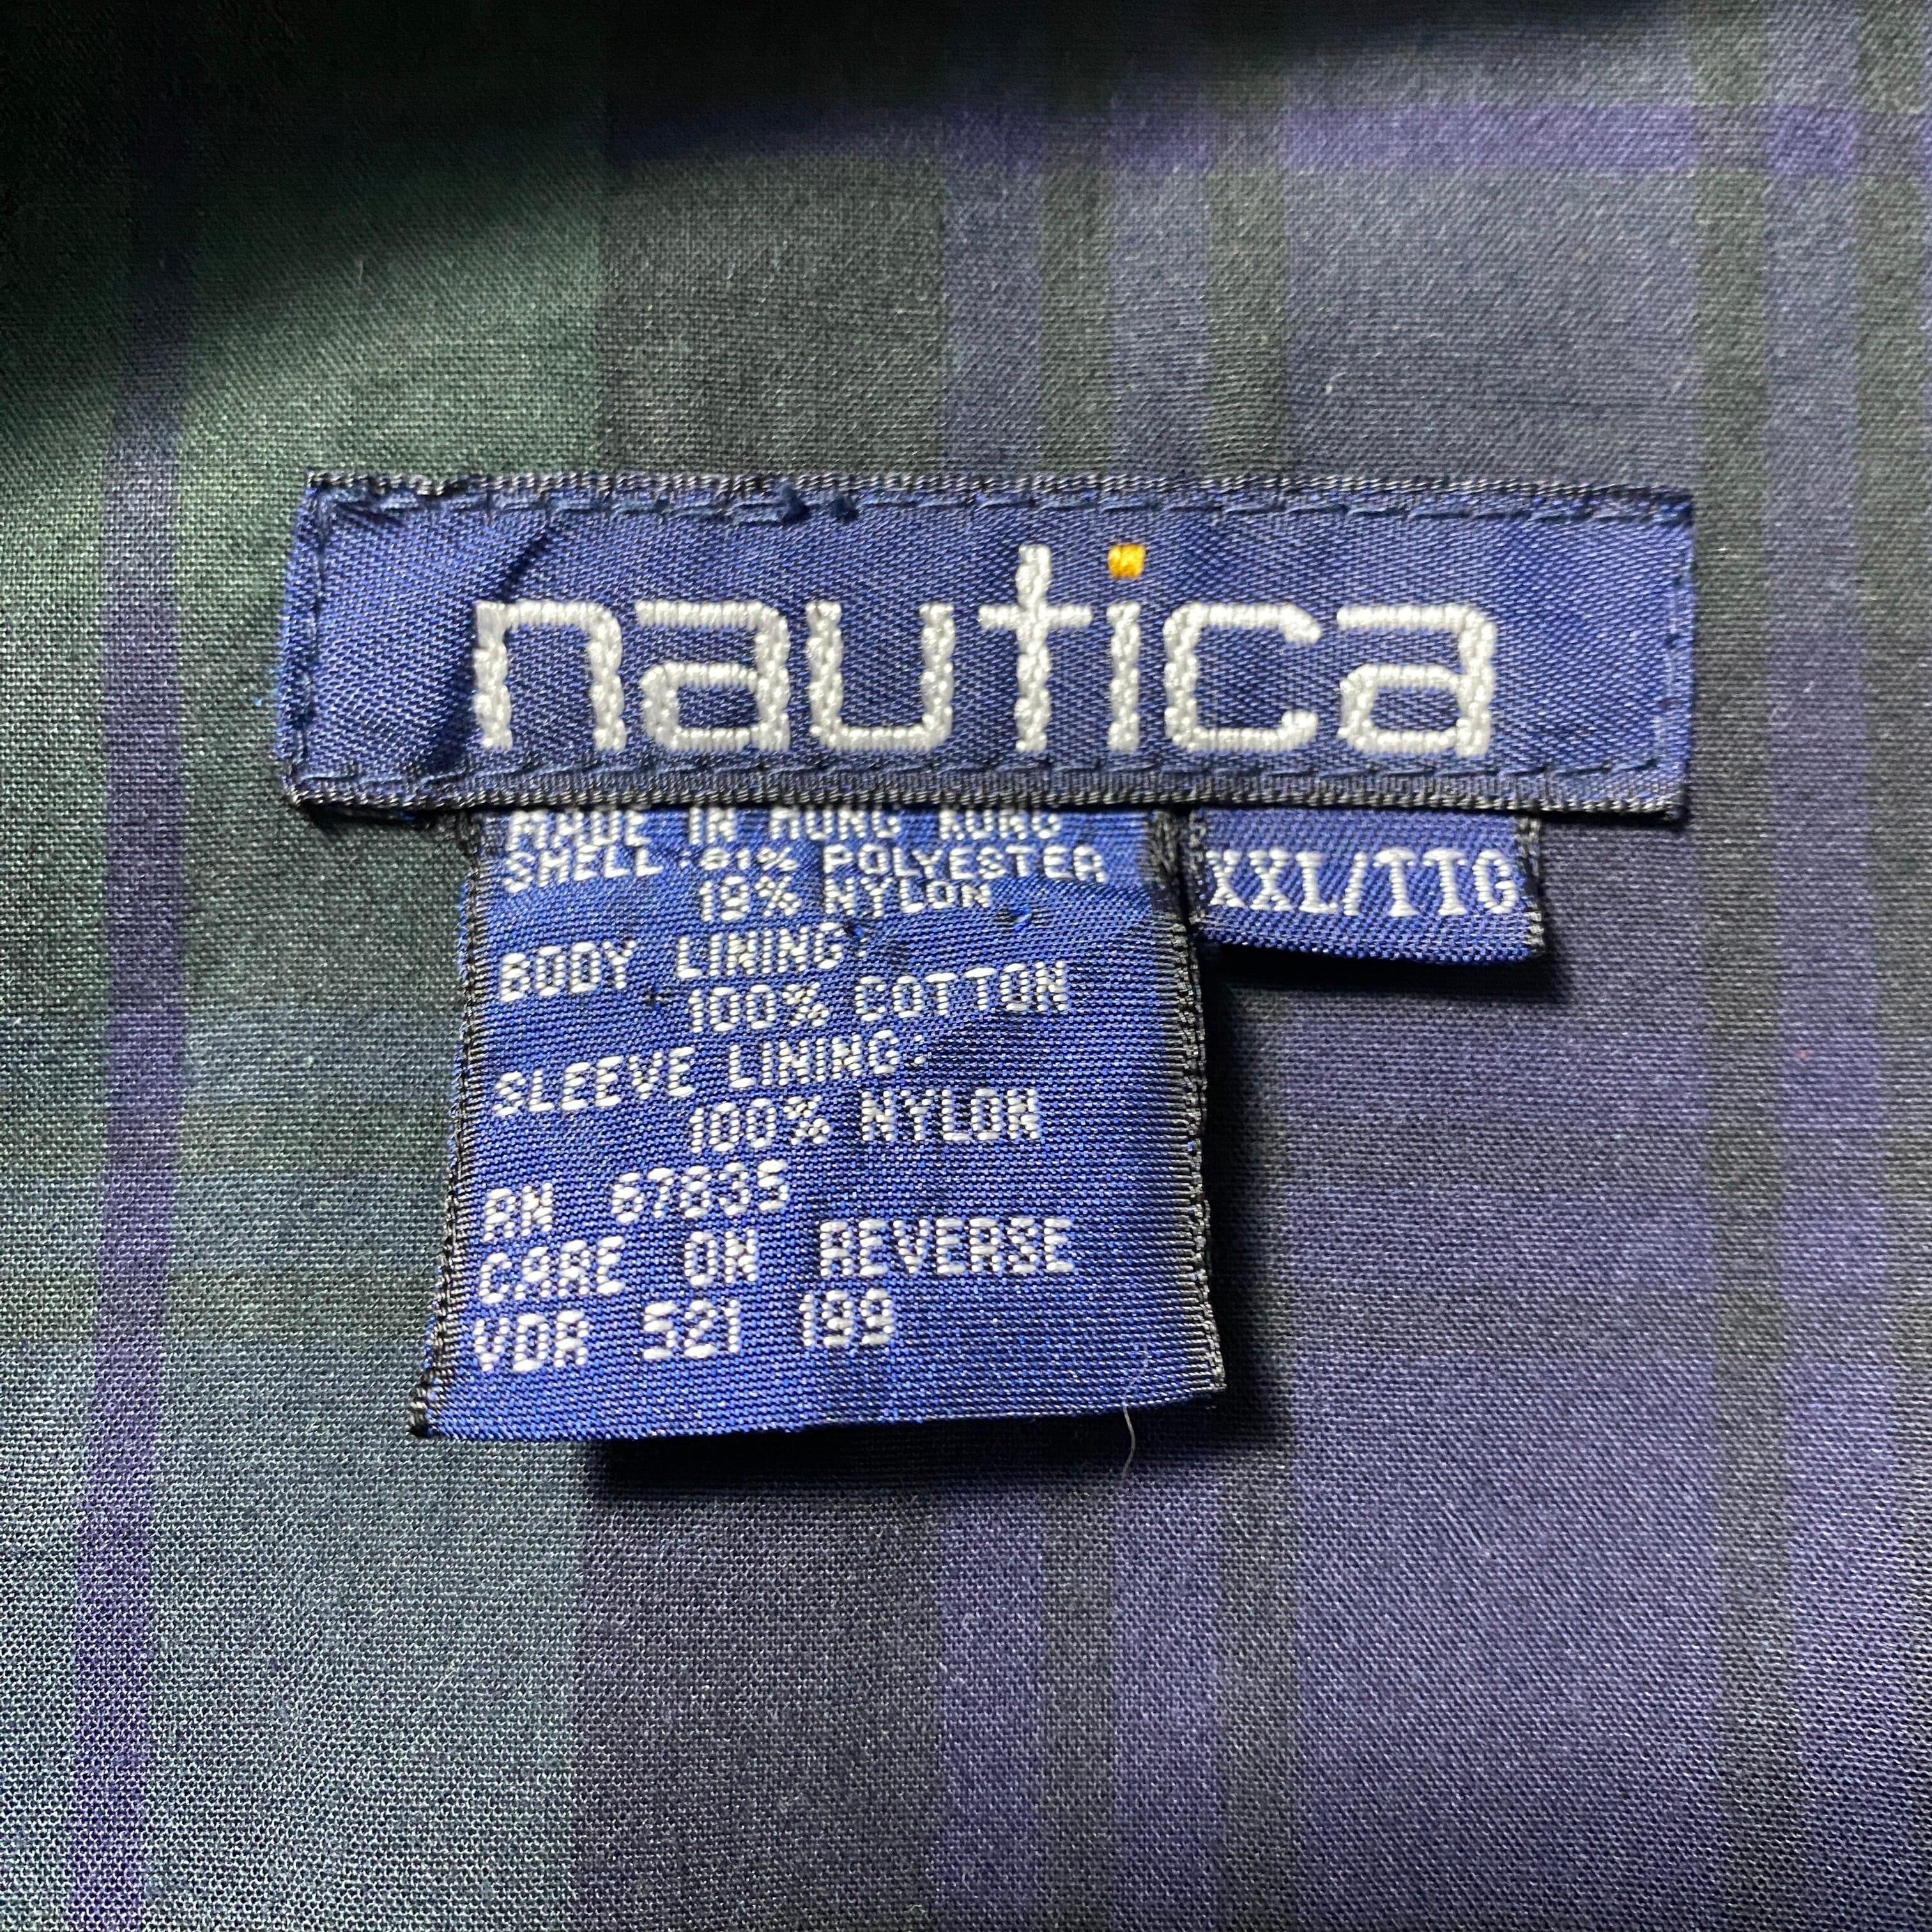 nautica
MADE IN HONG KONG
SHELL: 81% POLYESTER
19% NYLON
XXL/TTG
BODY LINING:
100% COTTON
SLEEVE LINING:
100% NYLON
RN 67835
CARE ON REVERSE
VDR 521 199